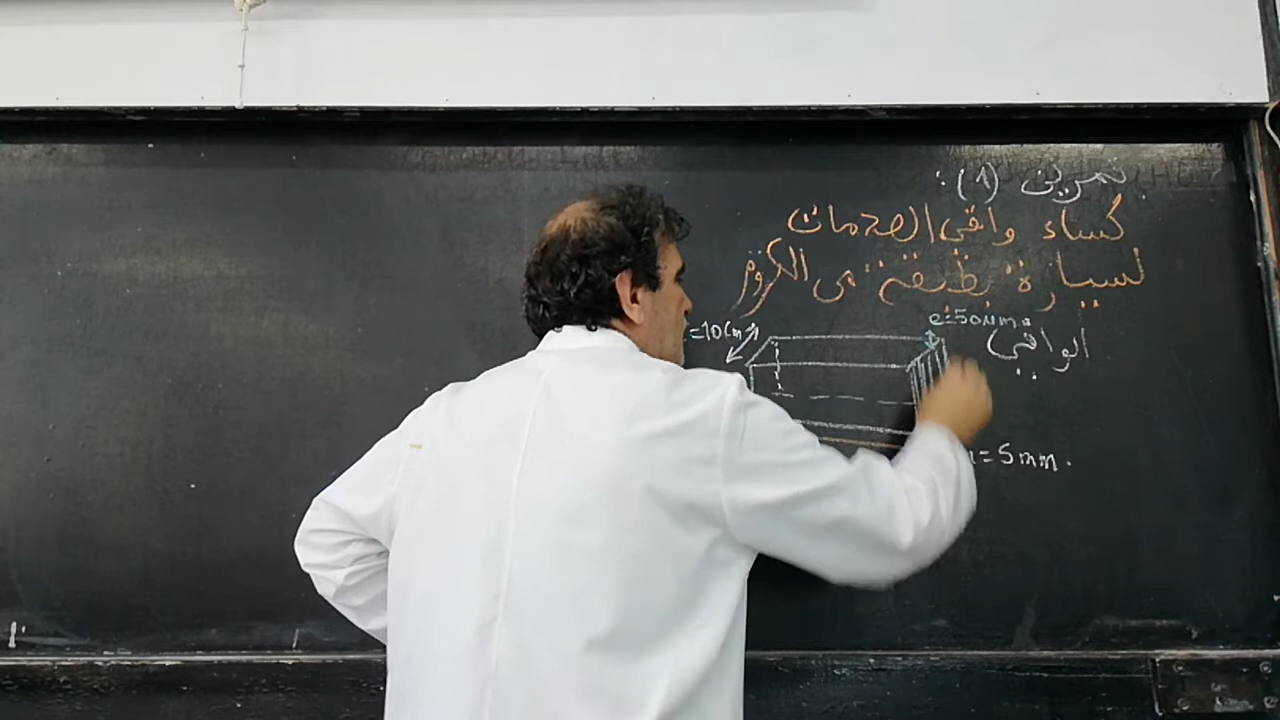 تمرين (1):
كساء واقي الصدمات
لسيارة بطبقة من الكروم
e=50µm.
=10cm
الواقي
=5mm.